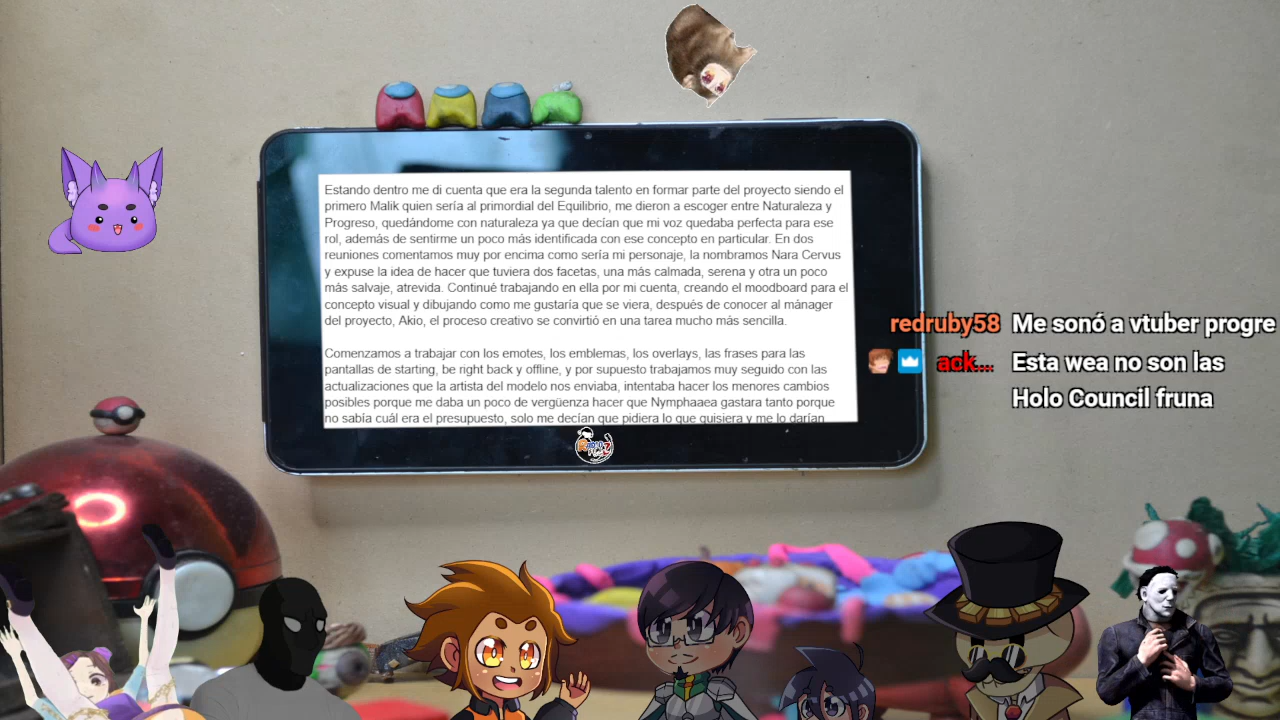 Estando dentro me di cuenta que era la segunda talento en formar parte del proyecto siendo el
primero Malik quien sería al primordial del Equilibrio, me dieron a escoger entre Naturaleza y
Progreso, quedándome con naturaleza ya que decían que mi voz quedaba perfecta para ese
rol, además de sentirme un poco más identificada con ese concepto en particular. En dos
reuniones comentamos muy por encima como sería mi personaje, la nombramos Nara Cervus
y expuse la idea de hacer que tuviera dos facetas, una más calmada, serena y otra un poco
más salvaje, atrevida. Continué trabajando en ella por mi cuenta, creando el moodboard para el
concepto visual y dibujando como me gustaría que se viera, después de conocer al mánager
del proyecto, Akio, el proceso creativo se convirtió en una tarea mucho más sencilla.
Comenzamos a trabajar con los emotes, los emblemas, los overlays, las frases para las
pantallas de starting, be right back y offline, y por supuesto trabajamos muy seguido con las
actualizaciones que la artista del modelo nos enviaba, intentaba hacer los menores cambios
posibles porque me daba un poco de vergüenza hacer que Nymphaaea gastara tanto porque
no sabía cuál era el presupuesto, solo me decían que pidiera lo que quisiera y me lo darían
redruby58 Me sonó a vtuber progre
ack... Esta wea no son las
Holo Council fruna